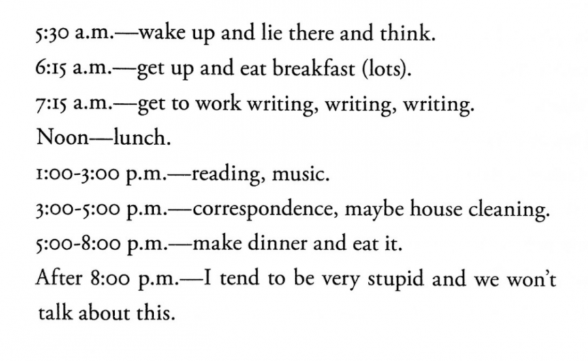 5:30 a.m.—wake up and lie there and think.
6:15 a.m.—get up and eat breakfast (lots).
7:15 a.m.—get to work writing, writing, writing.
Noon—lunch.
1:00-3:00 p.m.—reading, music.
3:00-5:00 p.m.—correspondence, maybe house cleaning.
5:00-8:00 p.m.—make dinner and eat it.
After 8:00 p.m.—I tend to be very stupid and we won't
talk about this.